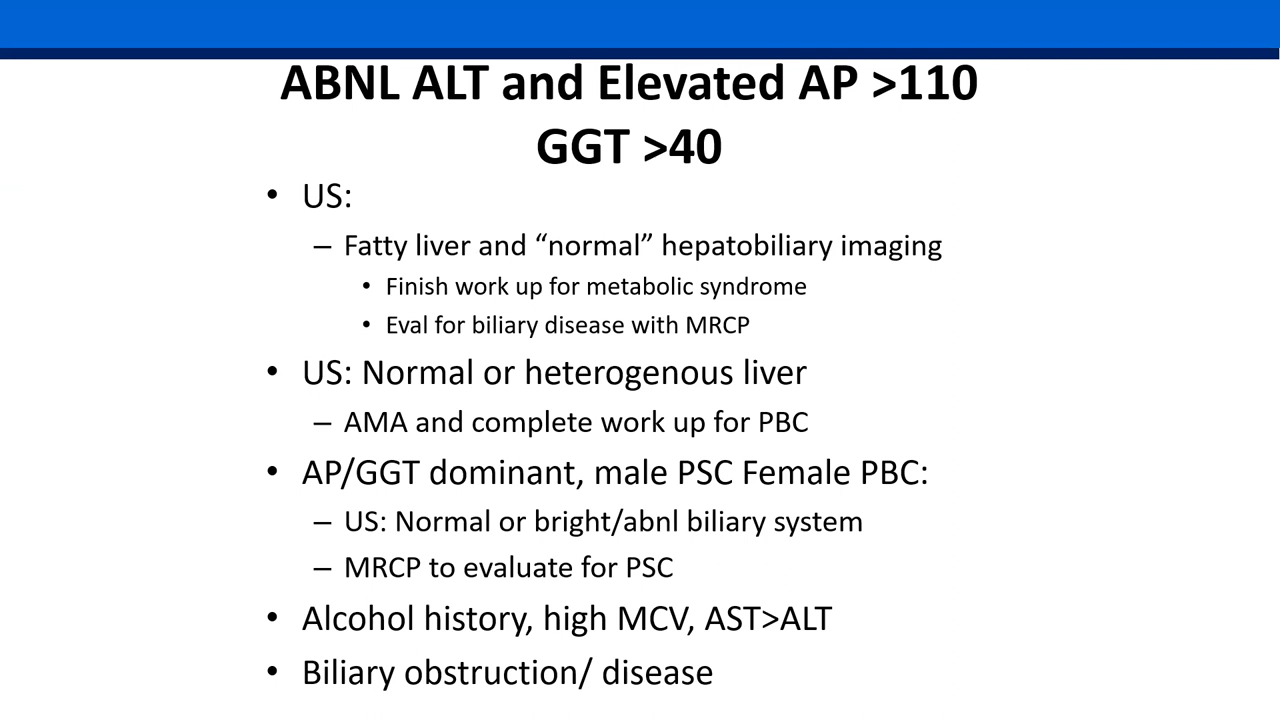 ABNL ALT and Elevated AP >110
GGT >40
• US:
– Fatty liver and “normal” hepatobiliary imaging
• Finish work up for metabolic syndrome
• Eval for biliary disease with MRCP
• US: Normal or heterogenous liver
– AMA and complete work up for PBC
• AP/GGT dominant, male PSC Female PBC:
– US: Normal or bright/abnl biliary system
– MRCP to evaluate for PSC
• Alcohol history, high MCV, AST>ALT
• Biliary obstruction/ disease